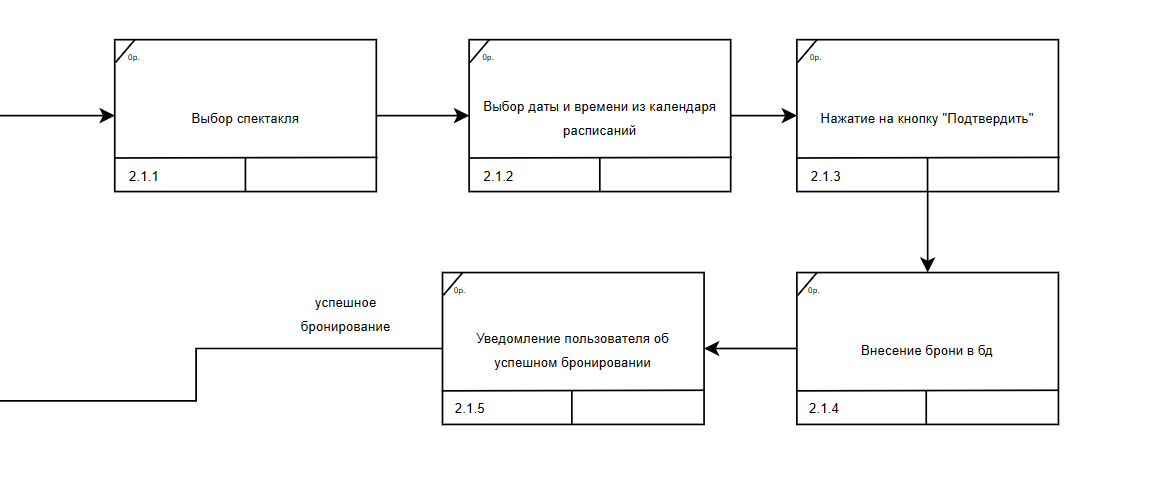 0р.
Выбор спектакля
2.1.1
0р.
Выбор даты и времени из календаря
расписаний
2.1.2
0р.
Нажатие на кнопку "Подтвердить"
2.1.3
успешное
бронирование
0р.
Уведомление пользователя об
успешном бронировании
2.1.5
0р.
Внесение брони в бд
2.1.4